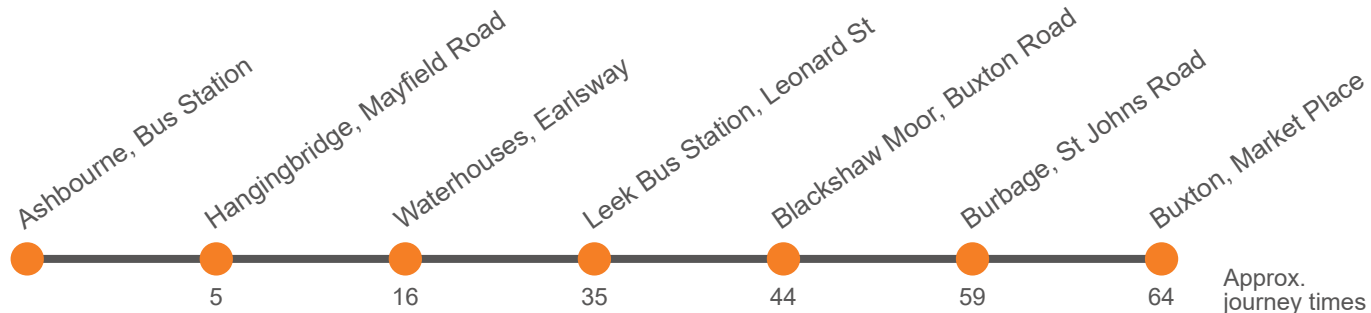 Ashbourne, Bus Station
Hangingbridge, Mayfield Road
Waterhouses, Earlsway
Leek Bus Station, Leonard St
Blackshaw Moor, Buxton Road
Burbage, St Johns Road
Buxton, Market Place
5
16
35
44
59
64
Approx.
journey times